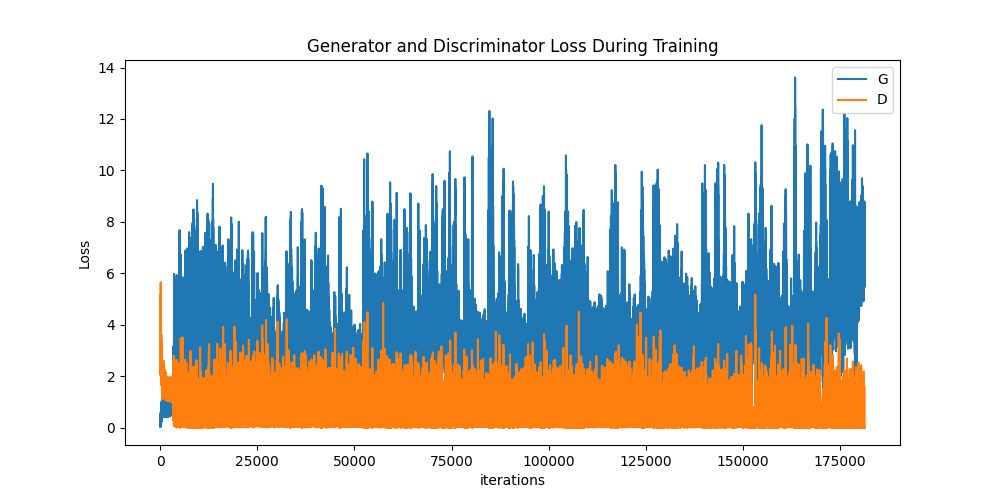 Generator and Discriminator Loss During Training
14
12
10
8
6
4
2
0
Loss
G
D
0 25000 50000 75000 100000 125000 150000 175000
iterations